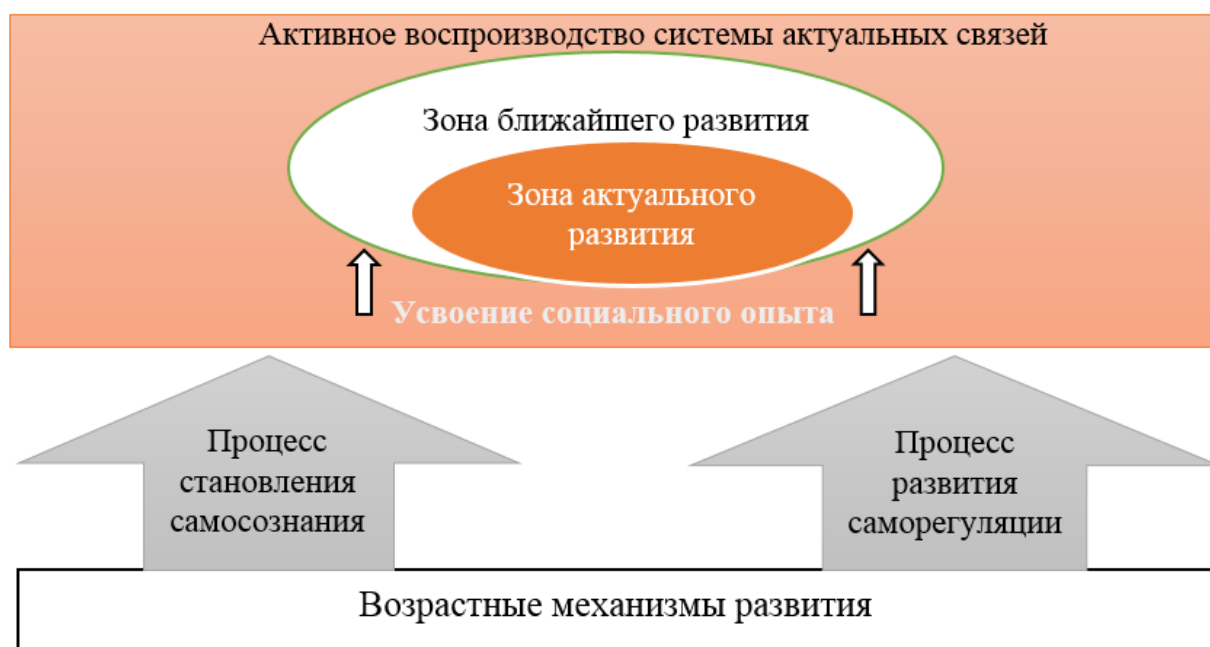 Активное воспроизводство системы актуальных связей
Зона ближайшего развития
Зона актуального
развития
Усвоение социального опыта
Процесс
становления
самосознания
Процесс
развития
саморегуляции
Возрастные механизмы развития